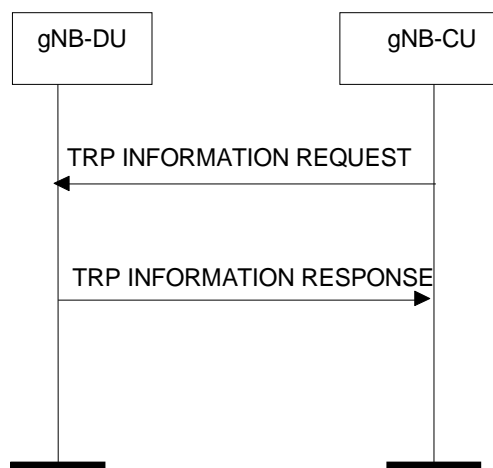 gNB-DU
gNB-CU
TRP INFORMATION REQUEST
TRP INFORMATION RESPONSE